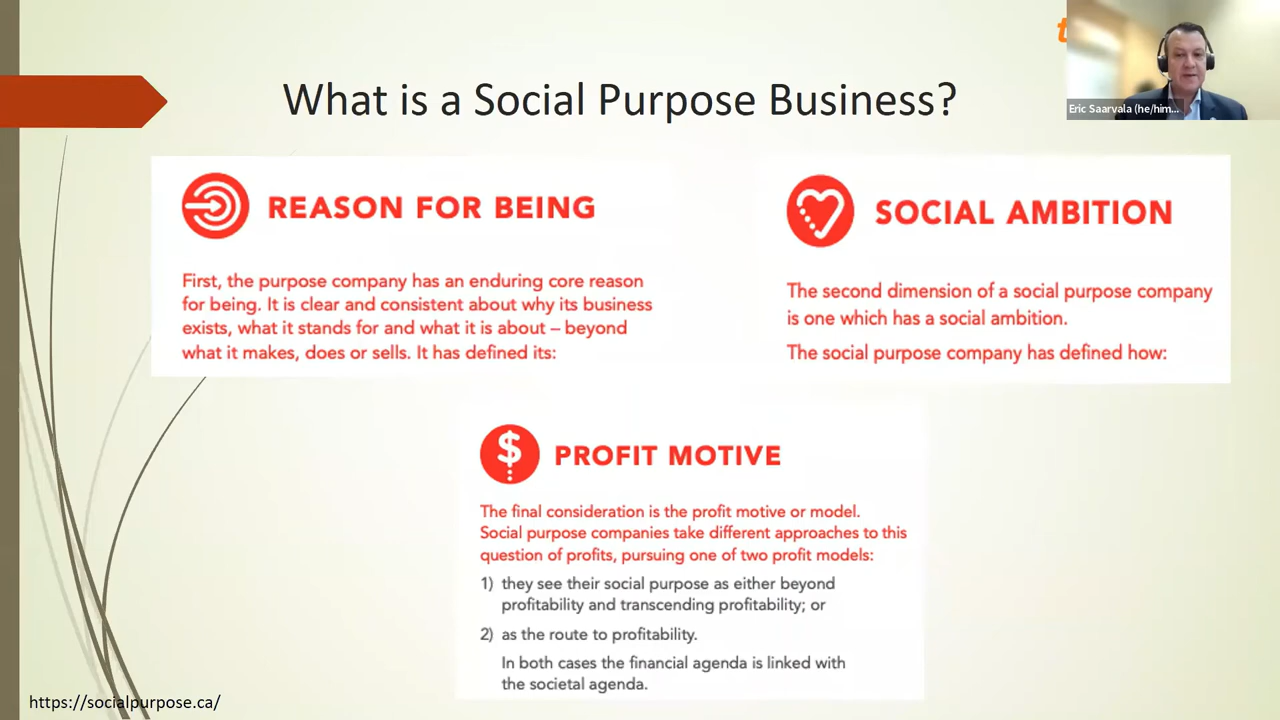 What is a Social Purpose Business?
Eric Saarvala (he/him...
REASON FOR BEING
First, the purpose company has an enduring core reason
for being. It is clear and consistent about why its business
exists, what it stands for and what it is about – beyond
what it makes, does or sells. It has defined its:
SOCIAL AMBITION
The second dimension of a social purpose company
is one which has a social ambition.
The social purpose company has defined how:
$ PROFIT MOTIVE
The final consideration is the profit motive or model.
Social purpose companies take different approaches to this
question of profits, pursuing one of two profit models:
1) they see their social purpose as either beyond
profitability and transcending profitability; or
2) as the route to profitability.
In both cases the financial agenda is linked with
the societal agenda.
https://socialpurpose.ca/